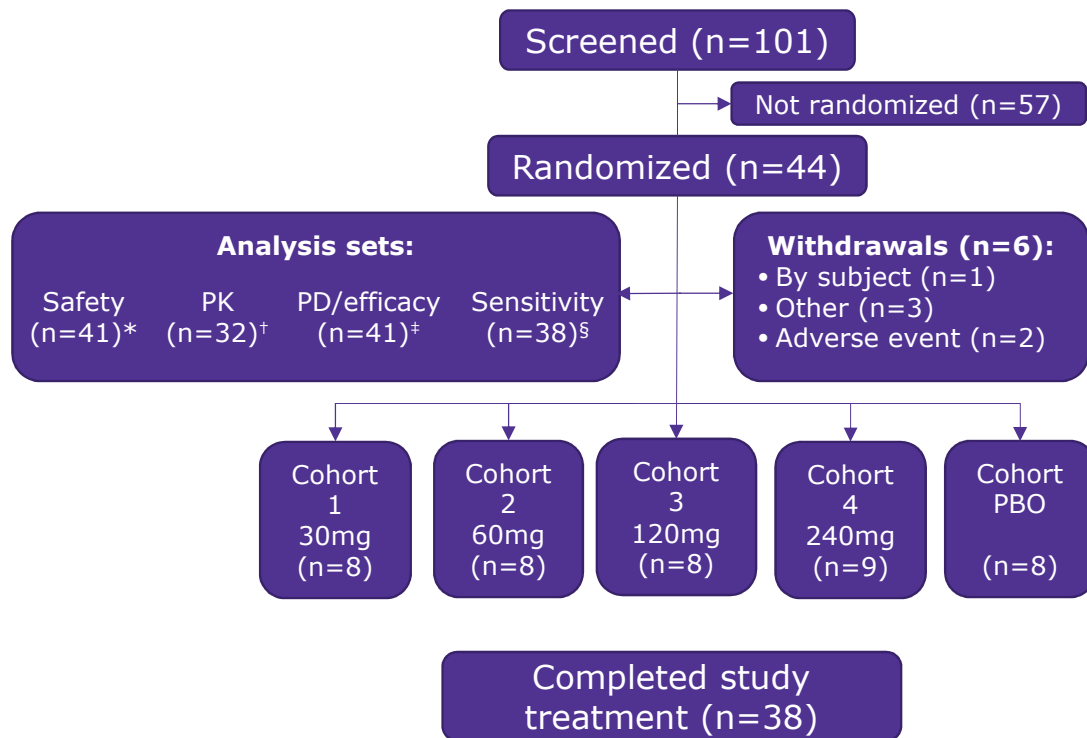 Screened (n=101)
Not randomized (n=57)
Randomized (n=44)
Analysis sets:
Safety
(n=41)*
PK
(n=32)†
PD/efficacy
(n=41)‡
Sensitivity
(n=38)§
Withdrawals (n=6):
• By subject (n=1)
• Other (n=3)
• Adverse event (n=2)
Cohort
1
30mg
(n=8)
Cohort
2
60mg
(n=8)
Cohort
3
120mg
(n=8)
Cohort
4
240mg
(n=9)
Cohort
PBO
(n=8)
Completed study
treatment (n=38)